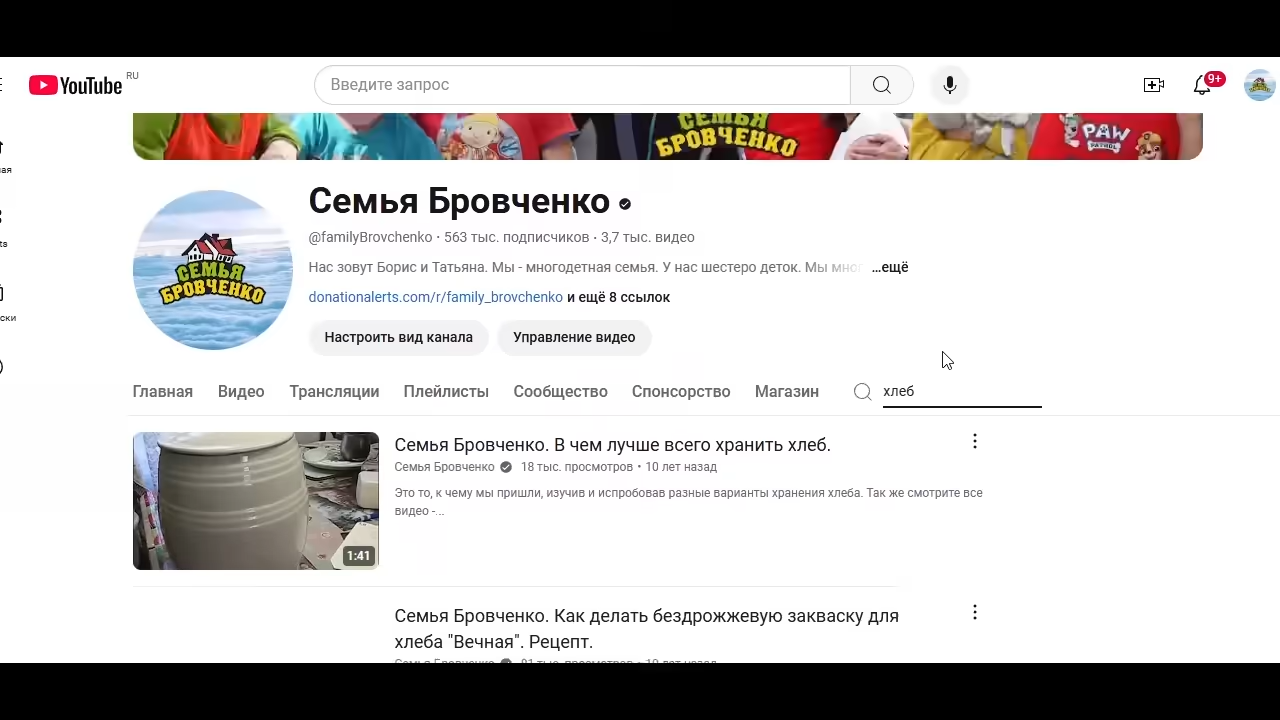 YouTube RU
Введите запрос
9+
СЕМЬЯ
БРОВЧЕНКО
PAW
PATROL
Семья Бровченко
@familyBrovchenko · 563 тыс. подписчиков · 3,7 тыс. видео
Нас зовут Борис и Татьяна. Мы - многодетная семья. У нас шестеро деток. Мы мног ...ещё
СЕМЬЯ
БРОВЧЕНКО
donationalerts.com/r/family_brovchenko и ещё 8 ссылок
Настроить вид канала Управление видео
Главная Видео Трансляции Плейлисты Сообщество Спонсорство Магазин хлеб
Семья Бровченко. В чем лучше всего хранить хлеб.
Семья Бровченко 18 тыс. просмотров • 10 лет назад
Это то, к чему мы пришли, изучив и испробовав разные варианты хранения хлеба. Так же смотрите все
видео -...
1:41
Семья Бровченко. Как делать бездрожжевую закваску для
хлеба "Вечная". Рецепт.